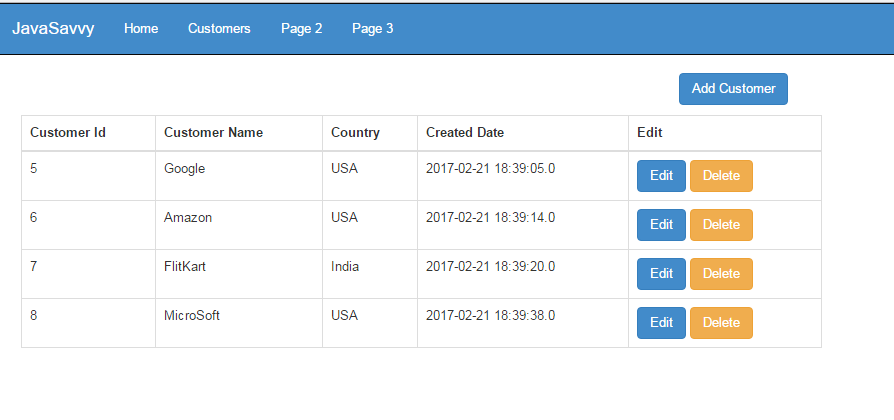 JavaSavvy Home Customers Page 2 Page 3
Add Customer
Customer Id Customer Name Country Created Date Edit
5 Google USA 2017-02-21 18:39:05.0 Edit Delete
6 Amazon USA 2017-02-21 18:39:14.0 Edit Delete
7 FlitKart India 2017-02-21 18:39:20.0 Edit Delete
8 MicroSoft USA 2017-02-21 18:39:38.0 Edit Delete